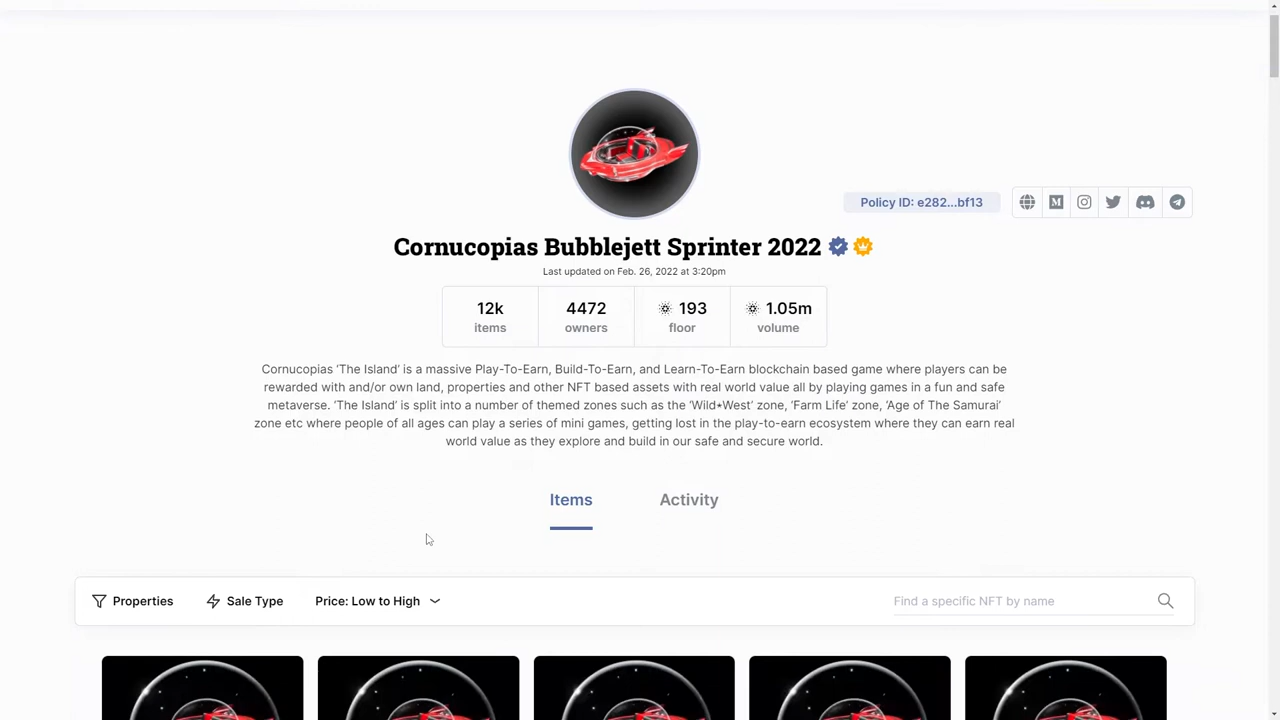 Policy ID: e282...bf13
Cornucopias Bubblejett Sprinter 2022
Last updated on Feb. 26, 2022 at 3:20pm
12k 4472 193 1.05m
items owners floor volume
Cornucopias ‘The Island’ is a massive Play-To-Earn, Build-To-Earn, and Learn-To-Earn blockchain based game where players can be
rewarded with and/or own land, properties and other NFT based assets with real world value all by playing games in a fun and safe
metaverse. ‘The Island’ is split into a number of themed zones such as the ‘Wild★West’ zone, ‘Farm Life’ zone, ‘Age of The Samurai’
zone etc where people of all ages can play a series of mini games, getting lost in the play-to-earn ecosystem where they can earn real
world value as they explore and build in our safe and secure world.
Items Activity
Properties Sale Type Price: Low to High Find a specific NFT by name